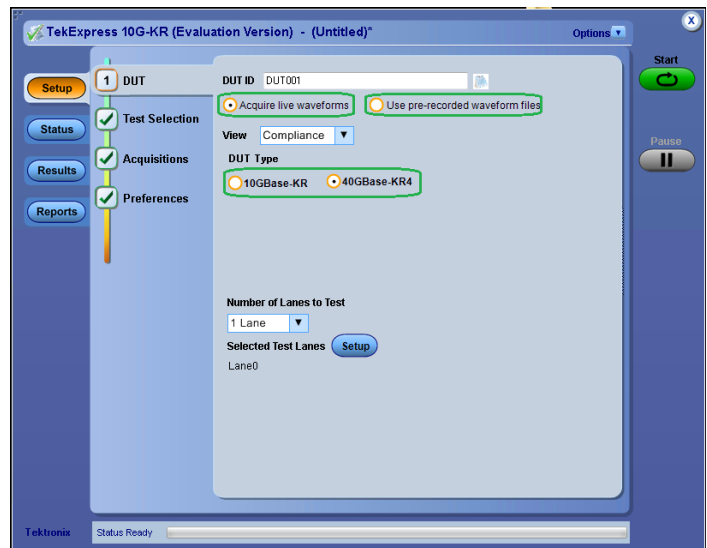 TekExpress 10G-KR (Evaluation Version) - (Untitled)*
Options
x
Start
Setup
Status
Results
Reports
1 DUT
Test Selection
Acquisitions
Preferences
DUT ID DUT001
Acquire live waveforms
Use pre-recorded waveform files
View Compliance
DUT Type
10GBase-KR 40GBase-KR4
Pause
Number of Lanes to Test
1 Lane
Selected Test Lanes Setup
Lane0
Tektronix
Status Ready